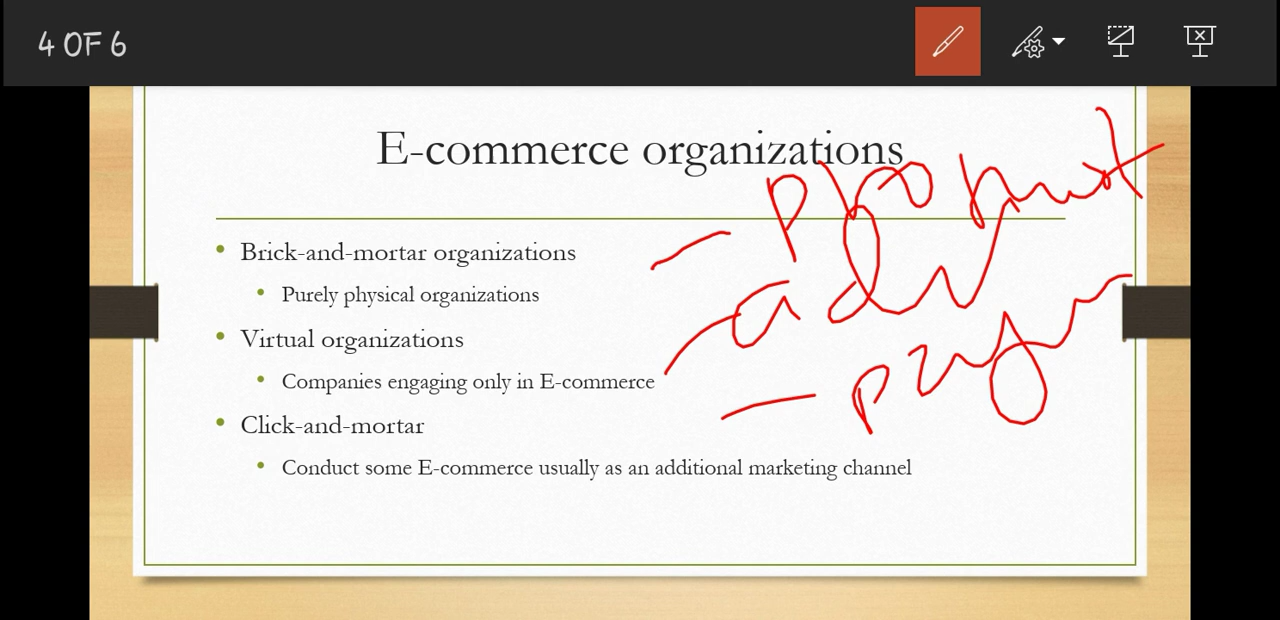 4 OF 6
E-commerce organizations
Brick-and-mortar organizations
Purely physical organizations
Virtual organizations
Companies engaging only in E-commerce
Click-and-mortar
Conduct some E-commerce usually as an additional marketing channel